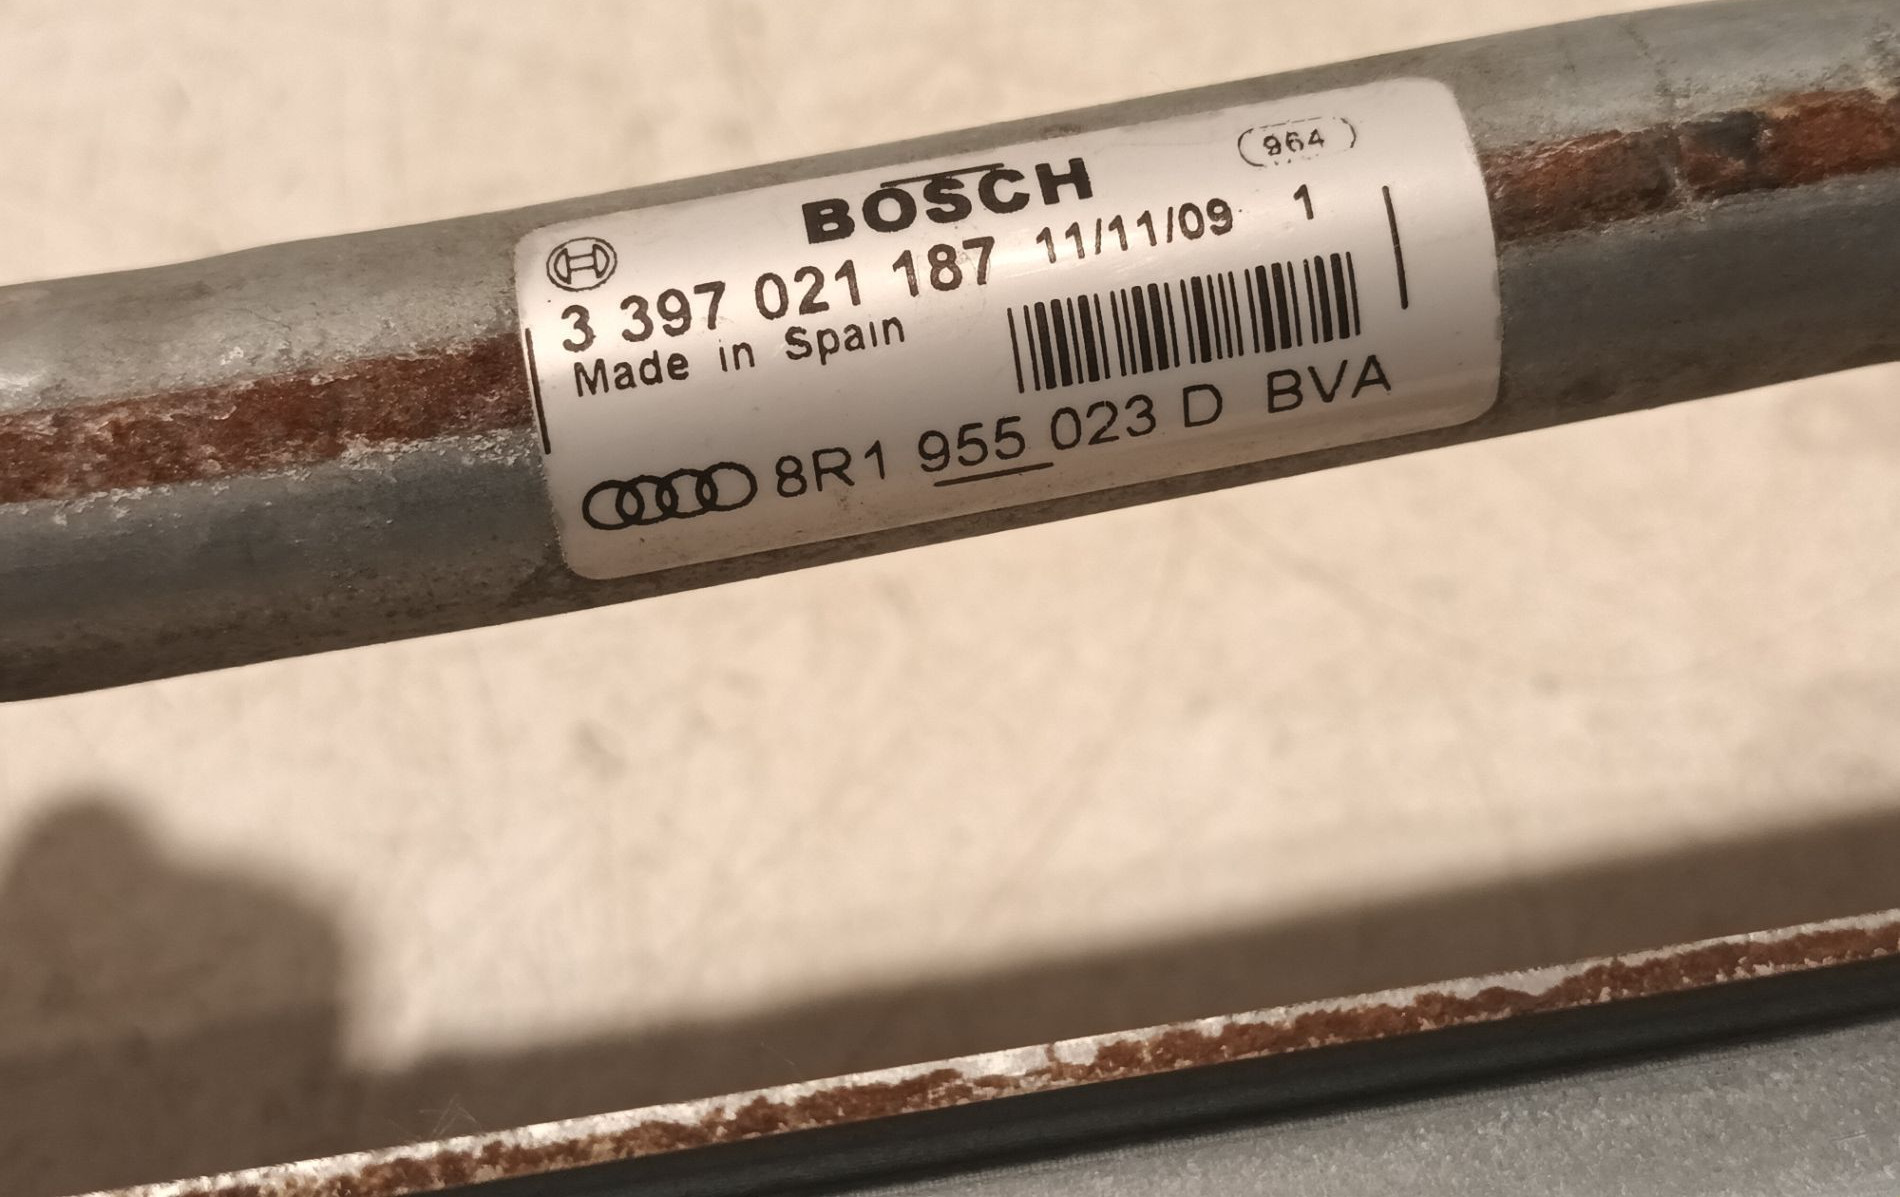 964
BOSCH
3 397 021 187 11/11/09 1
Made in Spain
8R1 955 023 D BVA